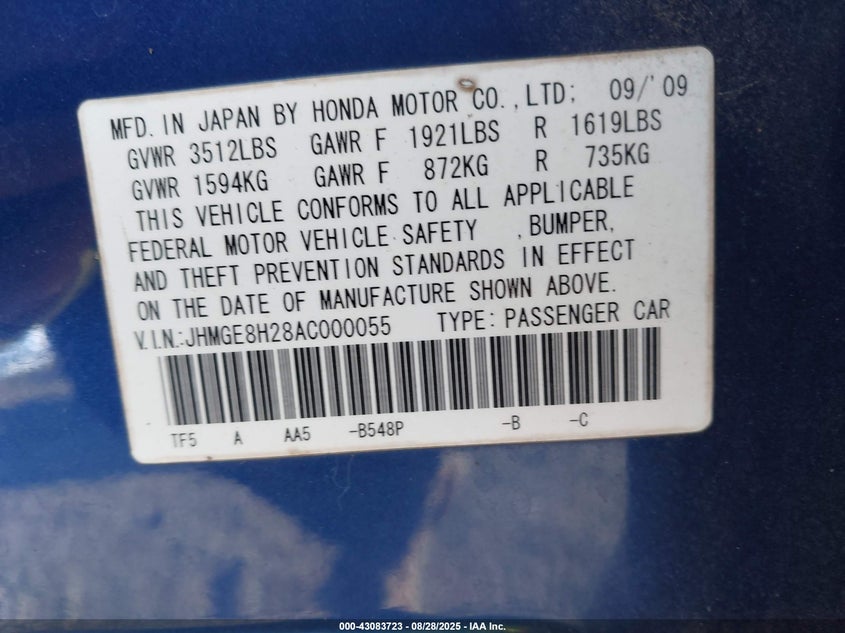 MFD. IN JAPAN BY HONDA MOTOR CO.,LTD; 09/'09
GVWR 3512LBS GAWR F 1921LBS R 1619LBS
GVWR 1594KG GAWR F 872KG R 735KG
THIS VEHICLE CONFORMS TO ALL APPLICABLE
FEDERAL MOTOR VEHICLE SAFETY ,BUMPER,
AND THEFT PREVENTION STANDARDS IN EFFECT
ON THE DATE OF MANUFACTURE SHOWN ABOVE.
V.I.N.:JHMGE8H28AC000055 TYPE: PASSENGER CAR
TF5 A AA5 -B548P -B -C
000-43083723 - 08/28/2025 - IAA Inc.